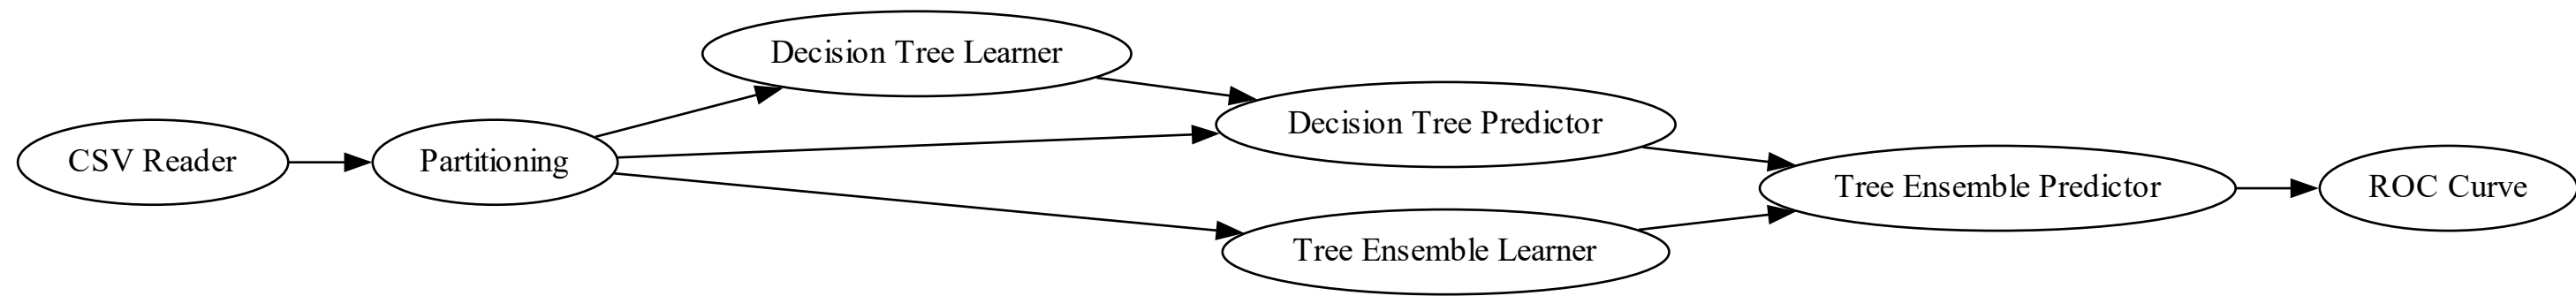 CSV Reader
Partitioning
Decision Tree Learner
Decision Tree Predictor
Tree Ensemble Learner
Tree Ensemble Predictor
ROC Curve